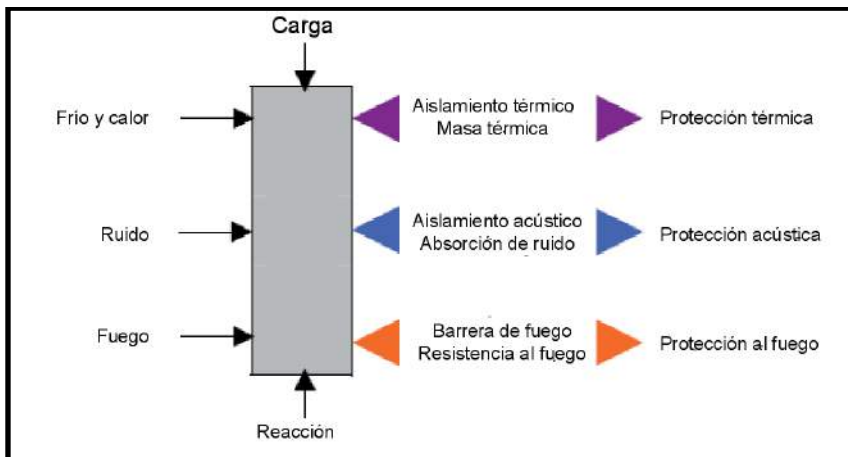 Carga
Frio y calor
Aislamiento térmico
Masa térmica
Protección térmica
Ruido
Aislamiento acústico
Absorción de ruido
Protección acústica
Fuego
Barrera de fuego
Resistencia al fuego
Protección al fuego
Reacción